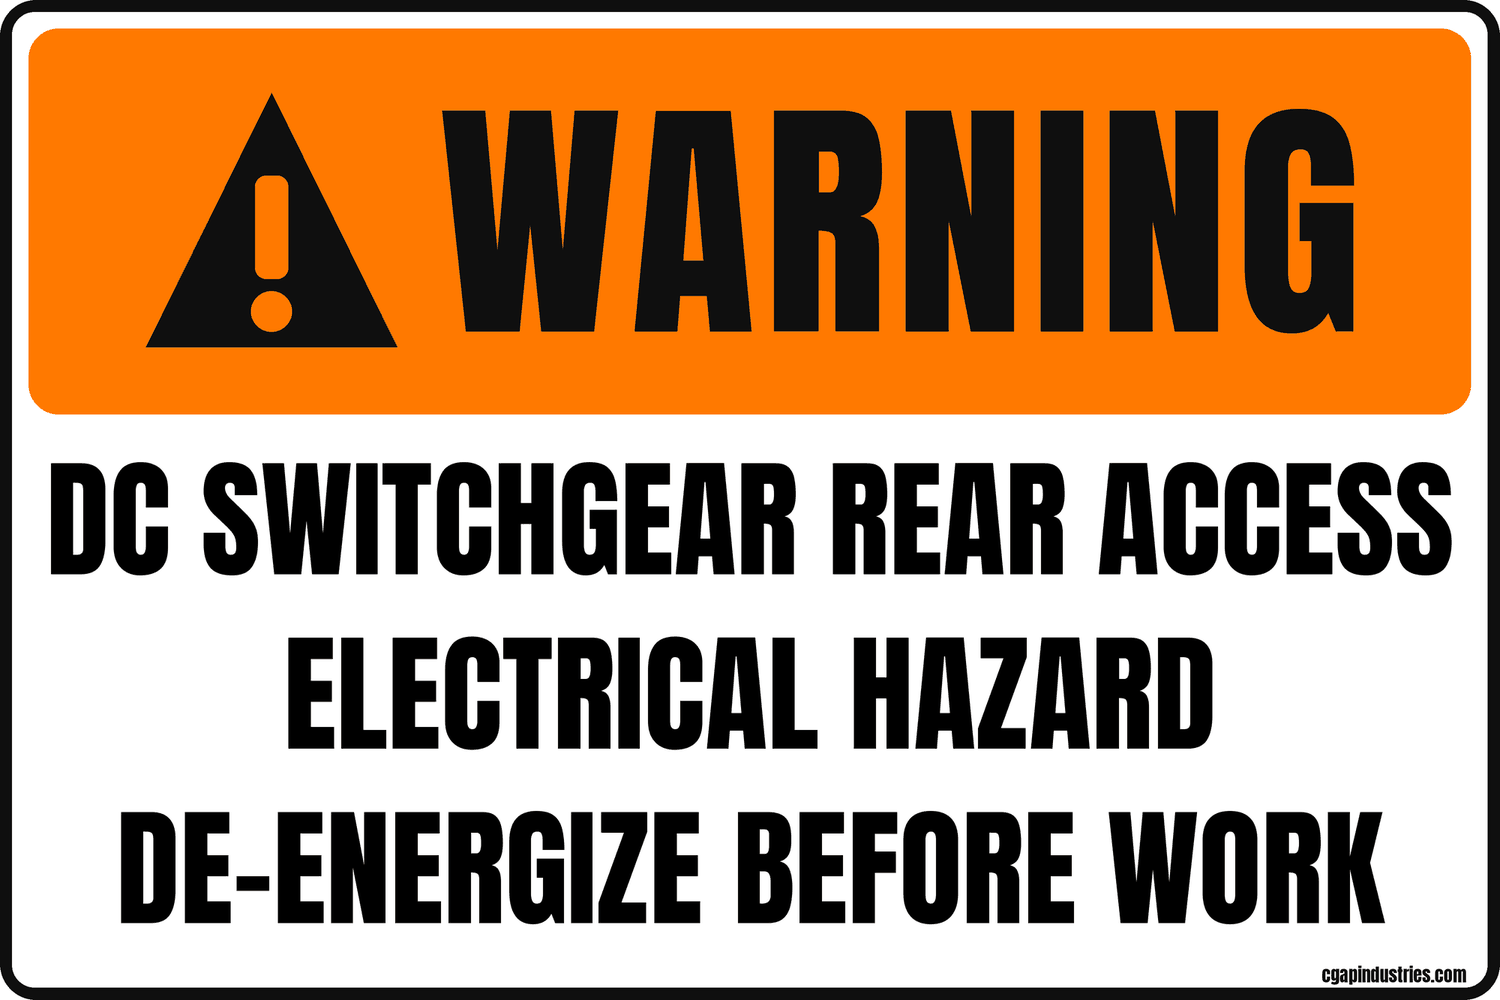 WARNING
DC SWITCHGEAR REAR ACCESS
ELECTRICAL HAZARD
DE-ENERGIZE BEFORE WORK
cgapindustries.com